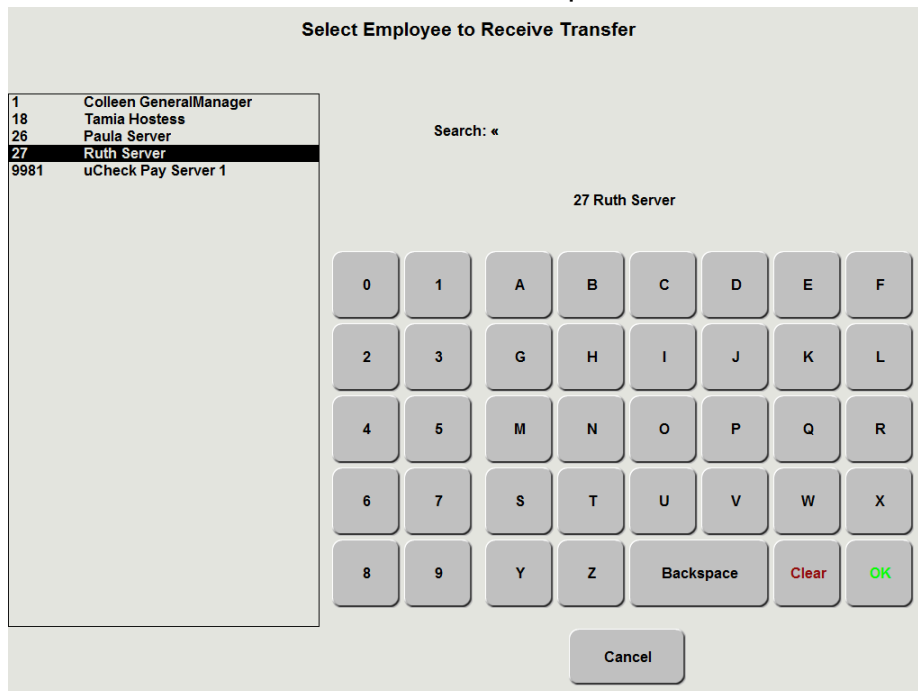 Select Employee to Receive Transfer
1 Colleen GeneralManager
18 Tamia Hostess
26 Paula Server
27 Ruth Server
9981 uCheck Pay Server 1
Search: «
27 Ruth Server
0 1 A B C D E F
2 3 G H I J K L
4 5 M N O P Q R
6 7 S T U V W X
8 9 Y Z Backspace Clear OK
Cancel